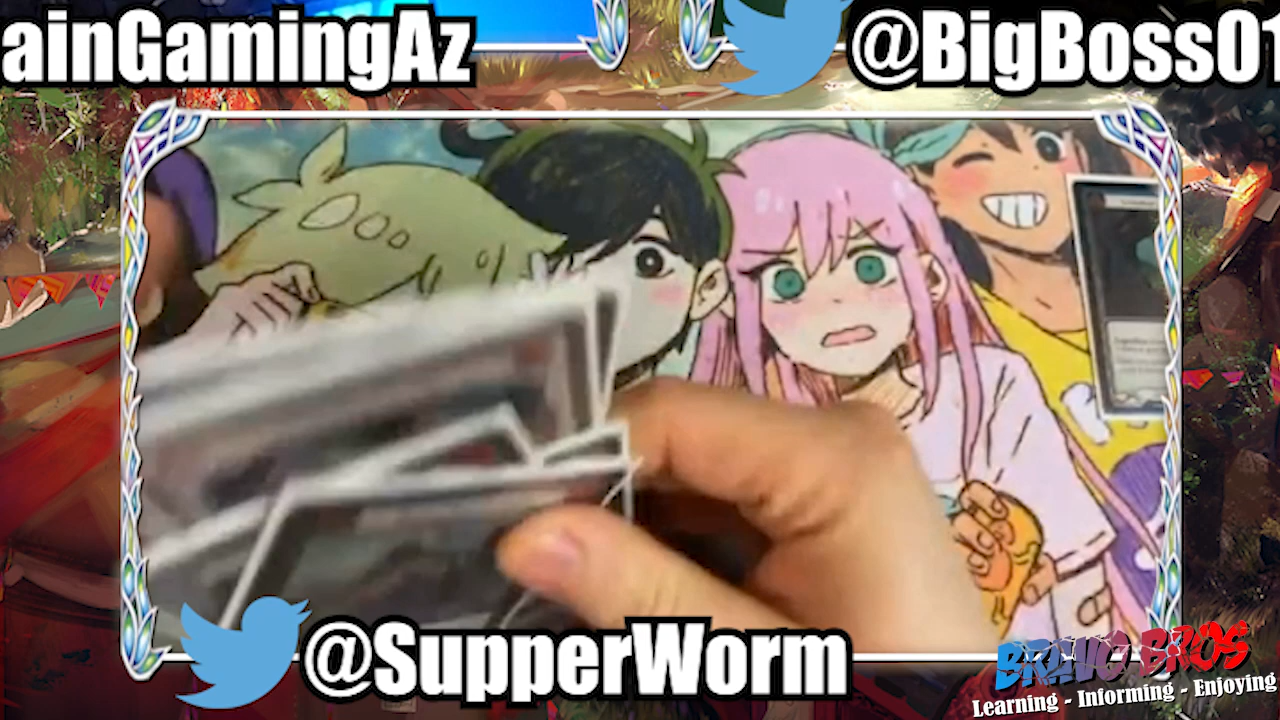 ainGamingAz
@BigBoss01
@SupperWorm
BRAVO BROS
Learning - Informing - Enjoying